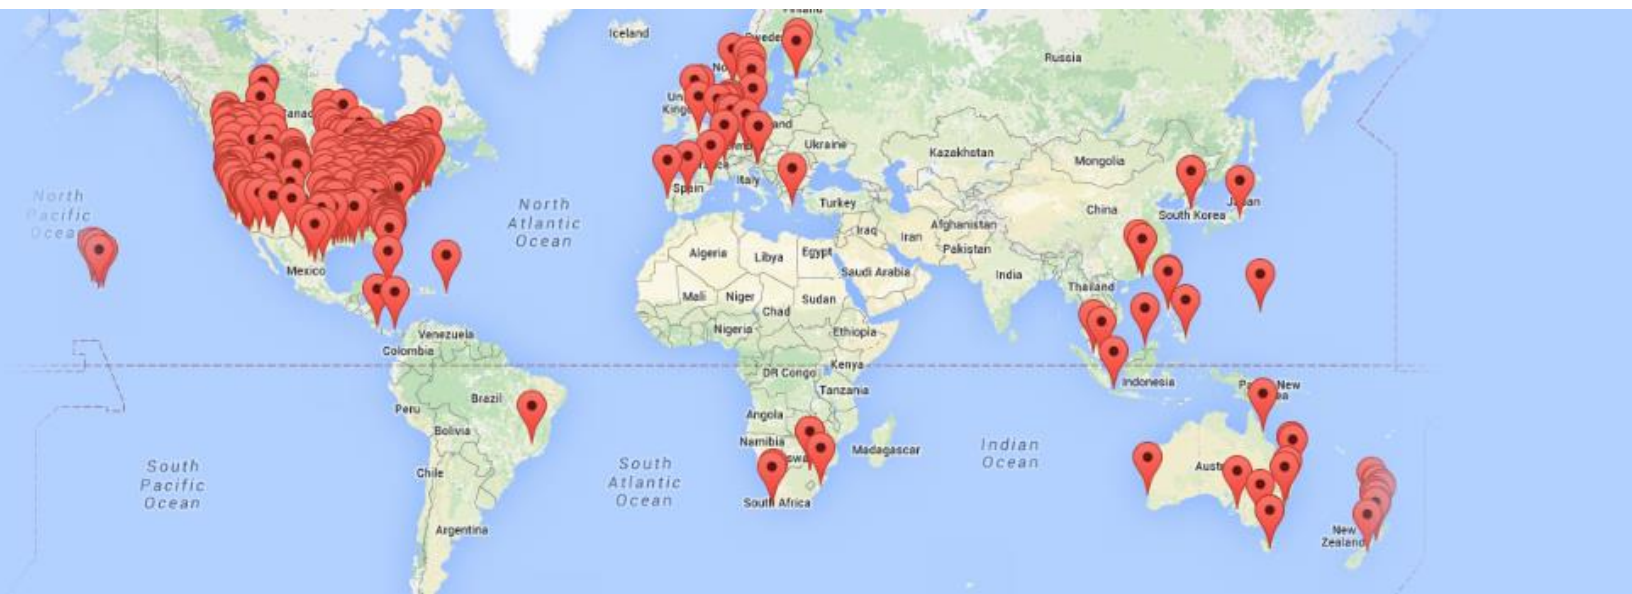 Iceland
Russia
Ukraine
Kazakhstan
Mongolia
North
Pacific
North
Atlantic
Ocean
Italy
Spain
Turkey
China
South Korea
Iraq
Iran
Afghanistan
Pakistan
Algeria
Libya
Egypt
Saudi Arabia
India
Mexico
Thailand
Mali
Niger
Chad
Sudan
Nigeria
Ethiopia
Venezuela
Colombia
DR Congo
Kenya
Tanzania
Indonesia
Peru
Brazil
Angola
Bolivia
Namibia
Madagascar
Indian
Ocean
South
Pacific
Ocean
South
Atlantic
Ocean
Chile
South Africa
Argentina
New
Zealand